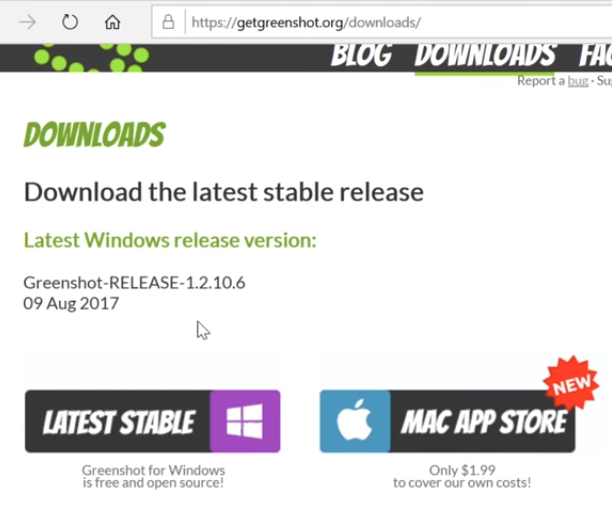 https://getgreenshot.org/downloads/
BLOG DOWNLOADS
Report a bug · Su
DOWNLOADS
Download the latest stable release
Latest Windows release version:
Greenshot-RELEASE-1.2.10.6
09 Aug 2017
NEW
LATEST STABLE
MAC APP STORE
Greenshot for Windows
is free and open source!
Only $1.99
to cover our own costs!